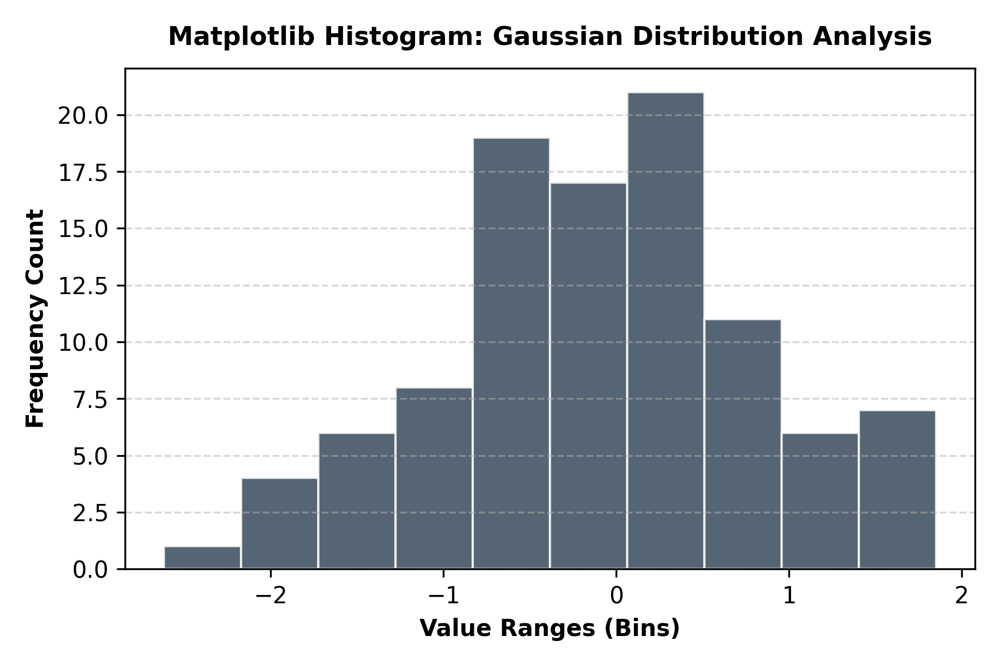 Matplotlib Histogram: Gaussian Distribution Analysis
Frequency Count
20.0
17.5
15.0
12.5
10.0
7.5
5.0
2.5
0.0
−2 −1 0 1 2
Value Ranges (Bins)